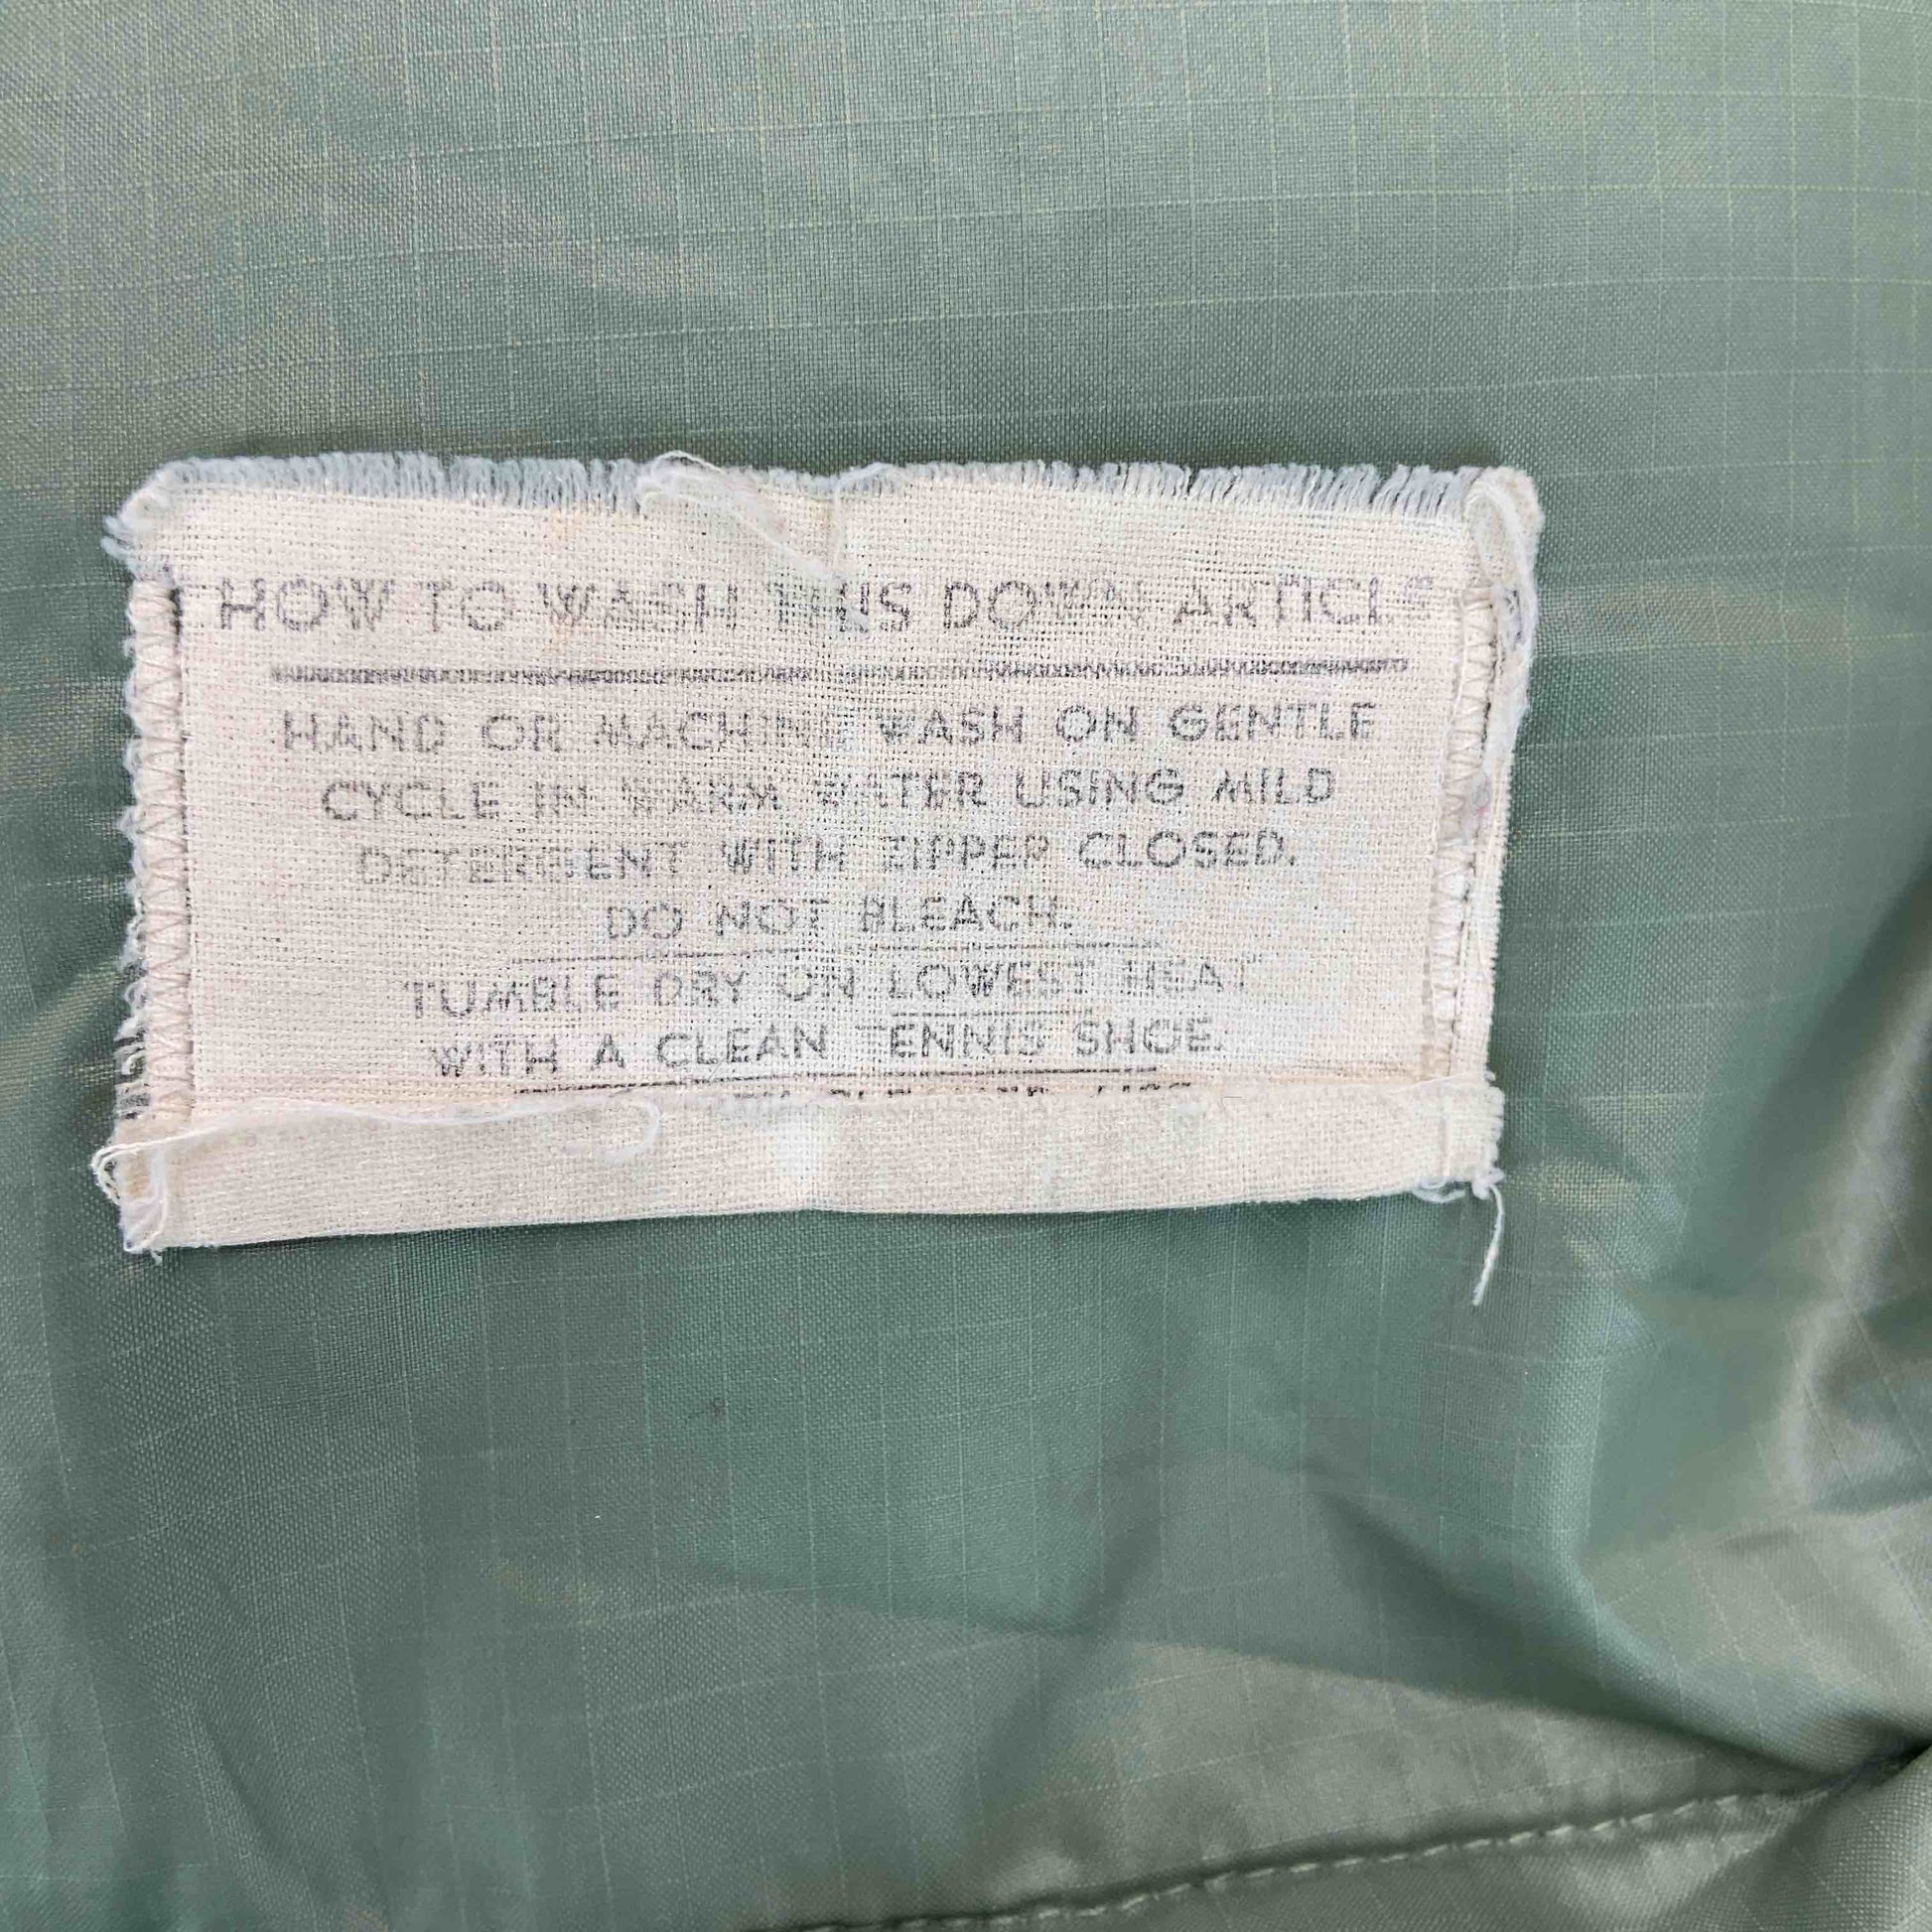 HOW TO WASH THIS DOWN ARTICLE
HAND OR MACHINE WASH ON GENTLE
CYCLE IN WARM WATER USING MILD
DETERGENT WITH ZIPPER CLOSED.
DO NOT BLEACH.
TUMBLE DRY ON LOWEST HEAT
WITH A CLEAN TENNIS SHOE.